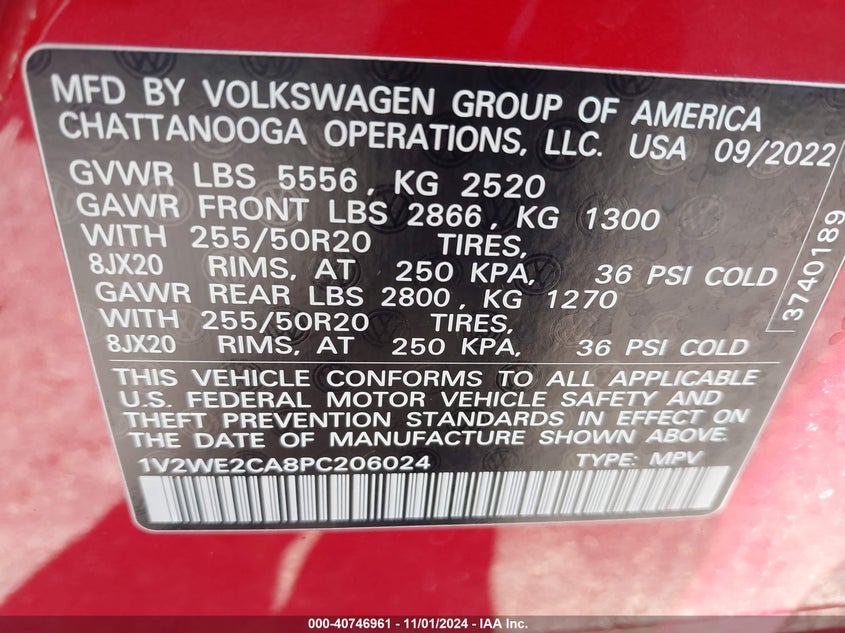 MFD BY VOLKSWAGEN GROUP OF AMERICA
CHATTANOOGA OPERATIONS, LLC. USA 09/2022
GVWR LBS 5556, KG 2520
GAWR FRONT LBS 2866, KG 1300
WITH 255/50R20 TIRES,
8JX20 RIMS, AT 250 KPA, 36 PSI COLD
GAWR REAR LBS 2800, KG 1270
WITH 255/50R20 TIRES,
8JX20 RIMS, AT 250 KPA, 36 PSI COLD
3740189
THIS VEHICLE CONFORMS TO ALL APPLICABLE
U.S. FEDERAL MOTOR VEHICLE SAFETY AND
THEFT PREVENTION STANDARDS IN EFFECT ON
THE DATE OF MANUFACTURE SHOWN ABOVE.
1V2WE2CA8PC206024 TYPE: MPV
000-40746961 - 11/01/2024 - IAA Inc.